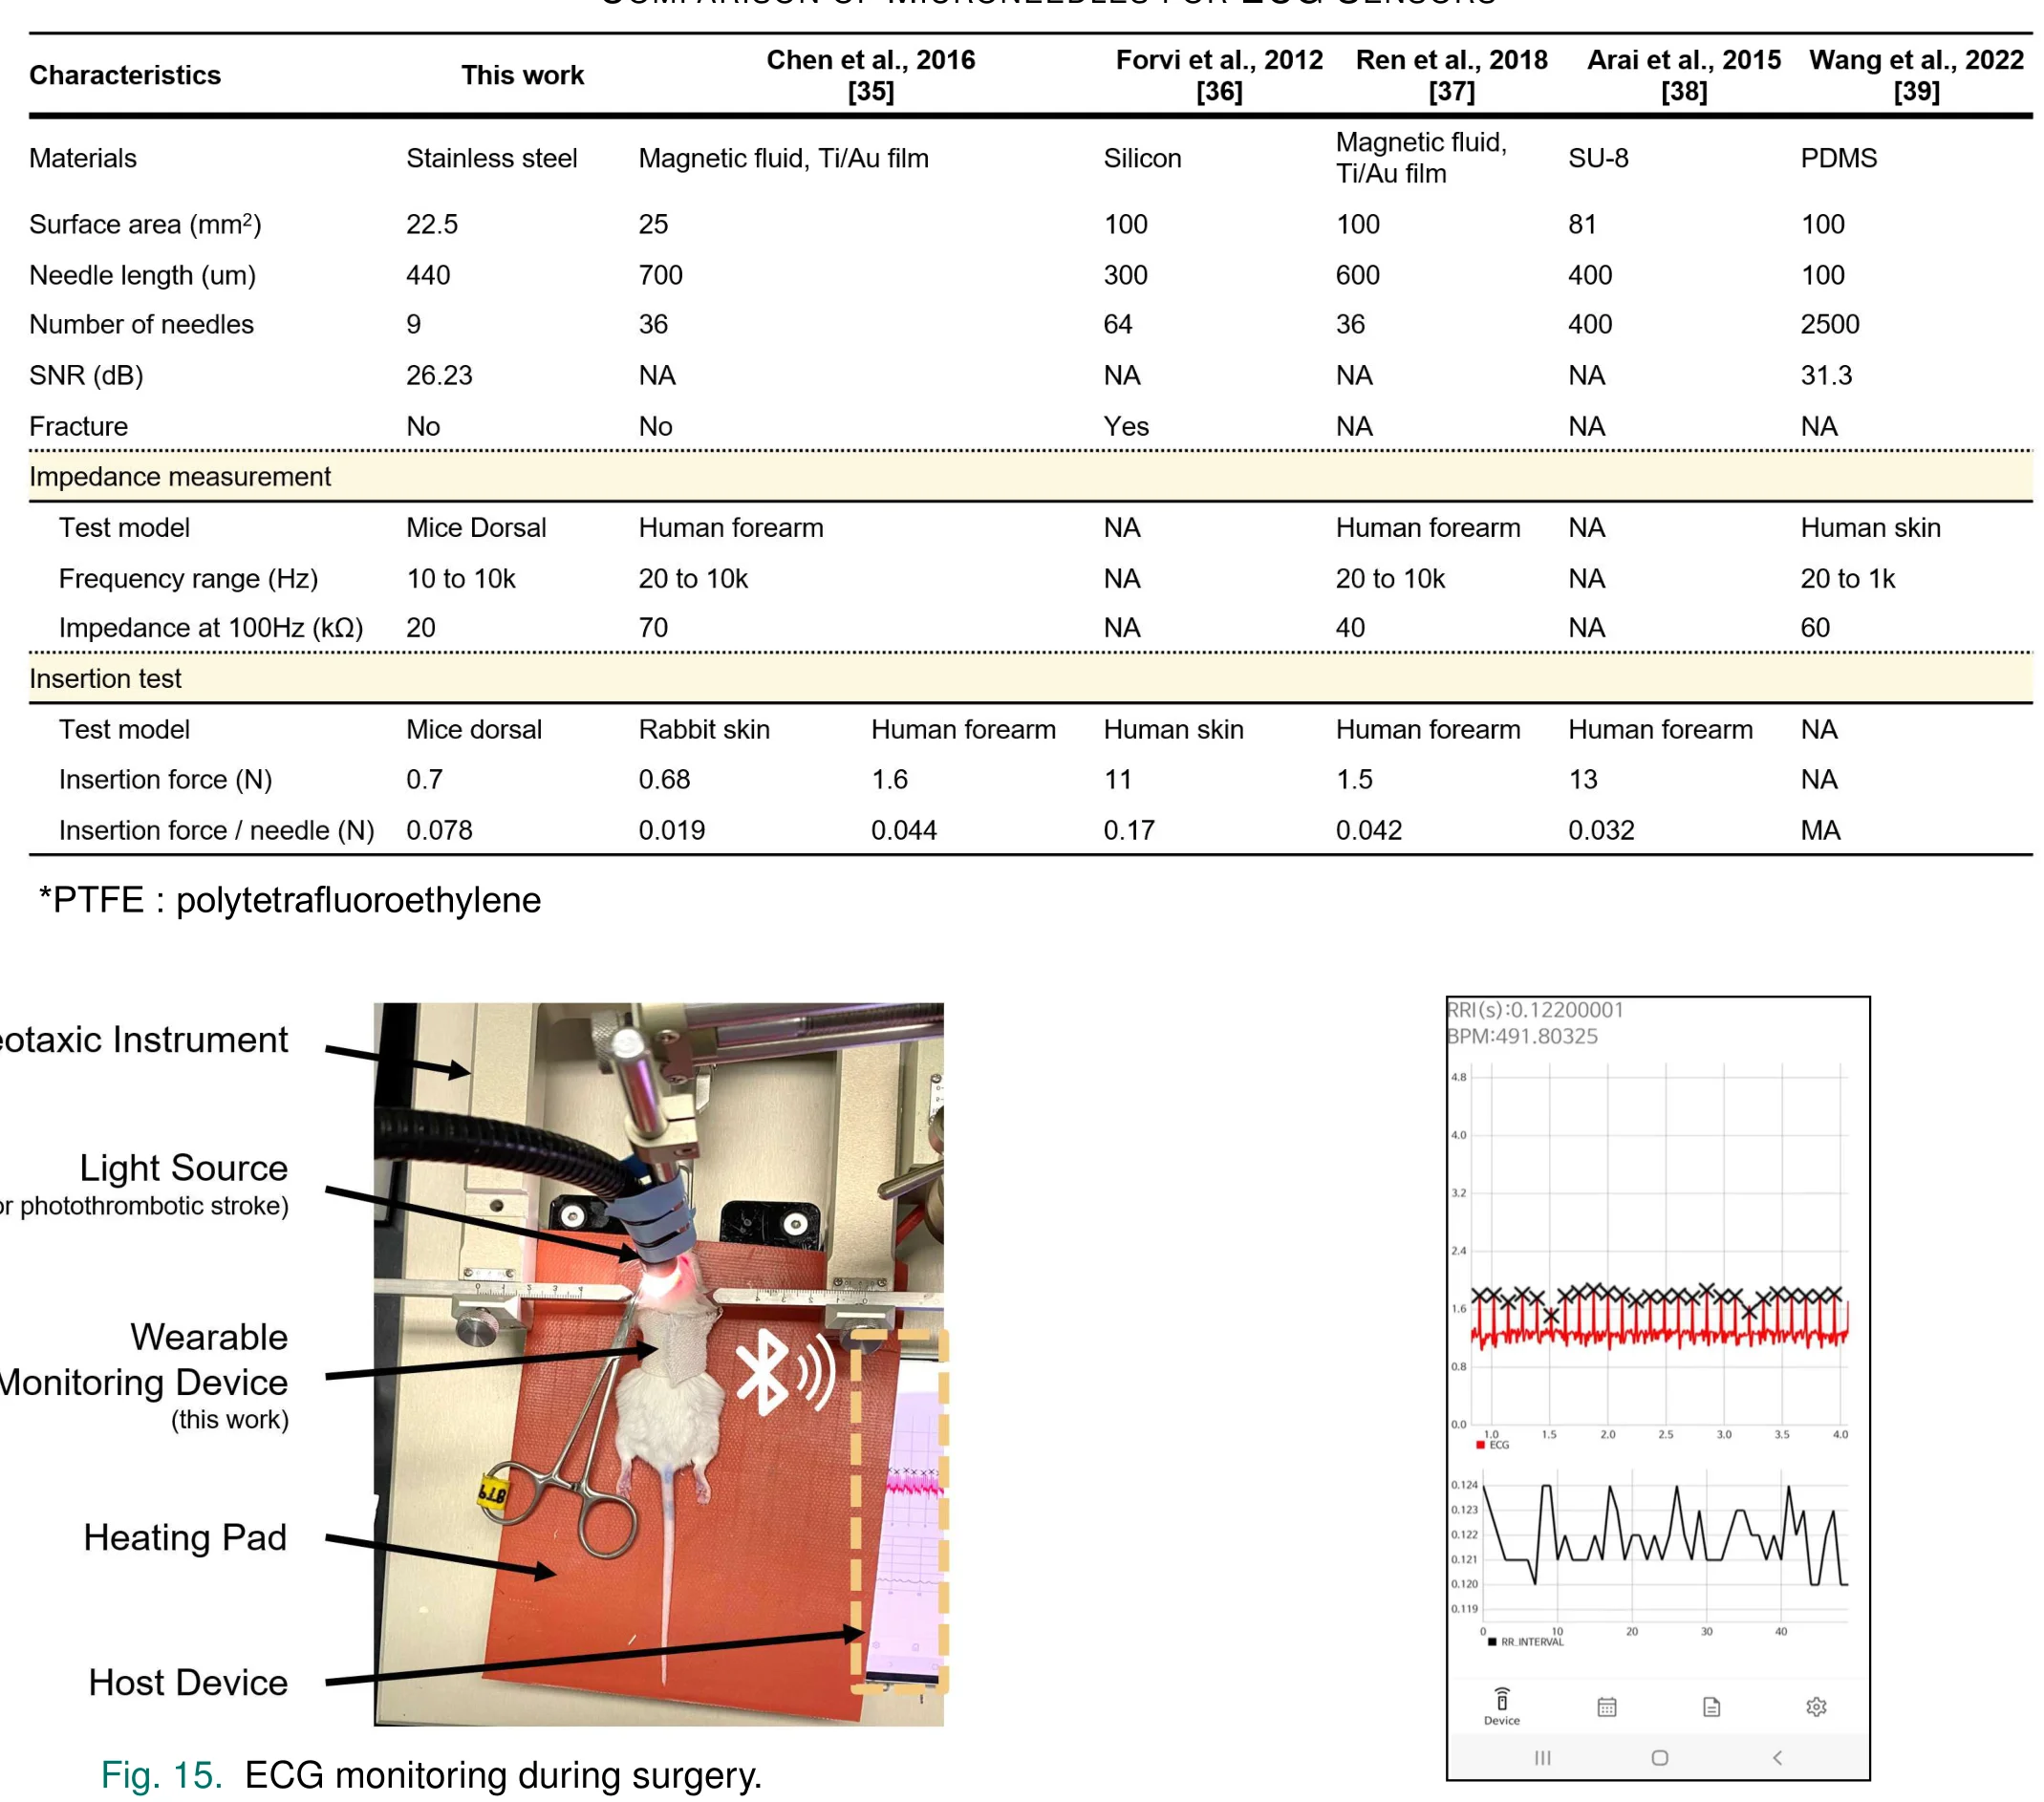 COMPARISON OF MICRONEEDLES FOR ECG SENSORS
Characteristics This work Chen et al., 2016 [35] Forvi et al., 2012 [36] Ren et al., 2018 [37] Arai et al., 2015 [38] Wang et al., 2022 [39]
Materials Stainless steel Magnetic fluid, Ti/Au film Silicon Magnetic fluid, Ti/Au film SU-8 PDMS
Surface area (mm²) 22.5 25 100 100 81 100
Needle length (um) 440 700 300 600 400 100
Number of needles 9 36 64 36 400 2500
SNR (dB) 26.23 NA NA NA NA 31.3
Fracture No No Yes NA NA NA
Impedance measurement
Test model Mice Dorsal Human forearm NA Human forearm NA Human skin
Frequency range (Hz) 10 to 10k 20 to 10k NA 20 to 10k NA 20 to 1k
Impedance at 100Hz (kΩ) 20 70 NA 40 NA 60
Insertion test
Test model Mice dorsal Rabbit skin Human forearm Human skin Human forearm Human forearm NA
Insertion force (N) 0.7 0.68 1.6 11 1.5 13 NA
Insertion force / needle (N) 0.078 0.019 0.044 0.17 0.042 0.032 MA
*PTFE : polytetrafluoroethylene
eotaxic Instrument
Light Source
or photothrombotic stroke)
Wearable
Monitoring Device
(this work)
Heating Pad
Host Device
RRI(s):0.12200001
BPM:491.80325
4.8
4.0
3.2
2.4
1.6
0.8
0.0
1.0 1.5 2.0 2.5 3.0 3.5 4.0
ECG
0.124
0.123
0.122
0.121
0.120
0.119
0 10 20 30 40
RR_INTERVAL
Device
Fig. 15. ECG monitoring during surgery.